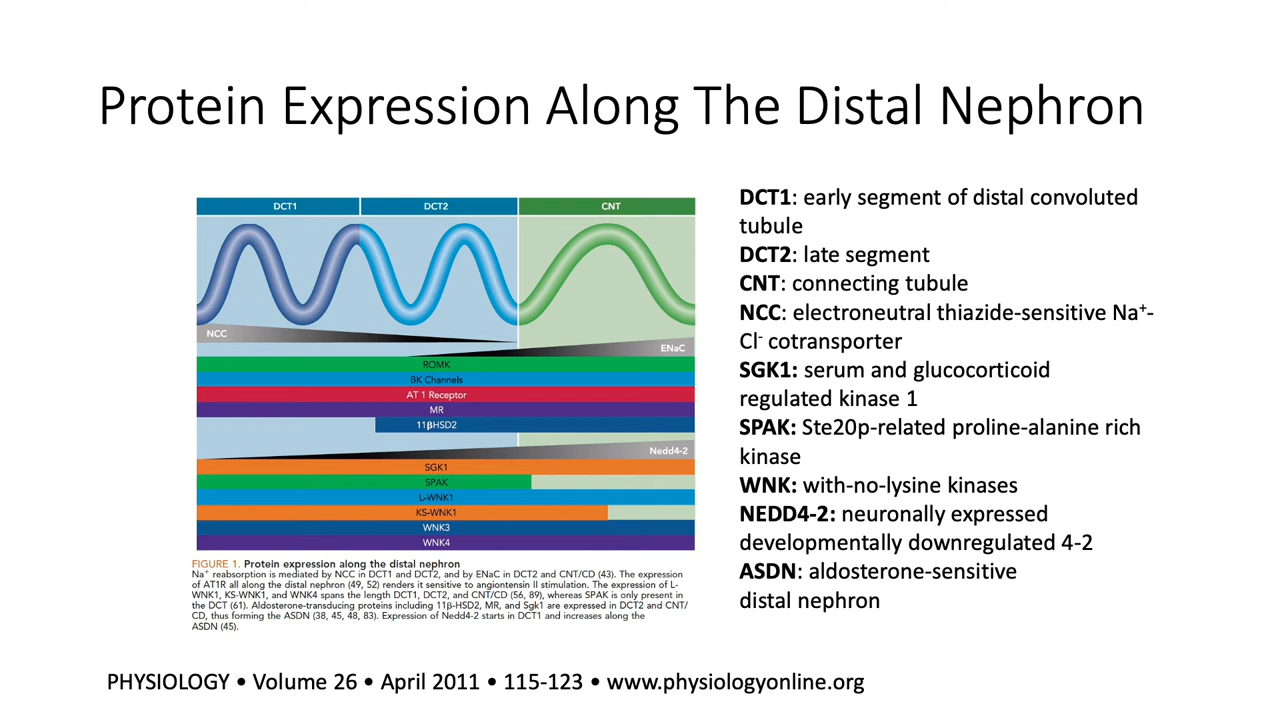 Protein Expression Along The Distal Nephron
DCT1
DCT2
CNT
NCC
ENaC
ROMK
BK Channels
AT 1 Receptor
MR
11βHSD2
Nedd4-2
SGK1
SPAK
L-WNK1
KS-WNK1
WNK3
WNK4
FIGURE 1. Protein expression along the distal nephron
Na+ reabsorption is mediated by NCC in DCT1 and DCT2, and by ENaC in DCT2 and CNT/CD (43). The expression
of AT1R all along the distal nephron (49, 52) renders it sensitive to angiontensin II stimulation. The expression of L-
WNK1, KS-WNK1, and WNK4 spans the length DCT1, DCT2, and CNT/CD (56, 89), whereas SPAK is only present in
the DCT (61). Aldosterone-transducing proteins including 11β-HSD2, MR, and Sgk1 are expressed in DCT2 and CNT/
CD, thus forming the ASDN (38, 45, 48, 83). Expression of Nedd4-2 starts in DCT1 and increases along the
ASDN (45).
DCT1: early segment of distal convoluted
tubule
DCT2: late segment
CNT: connecting tubule
NCC: electroneutral thiazide-sensitive Na+-
Cl- cotransporter
SGK1: serum and glucocorticoid
regulated kinase 1
SPAK: Ste20p-related proline-alanine rich
kinase
WNK: with-no-lysine kinases
NEDD4-2: neuronally expressed
developmentally downregulated 4-2
ASDN: aldosterone-sensitive
distal nephron
PHYSIOLOGY • Volume 26 • April 2011 • 115-123 • www.physiologyonline.org